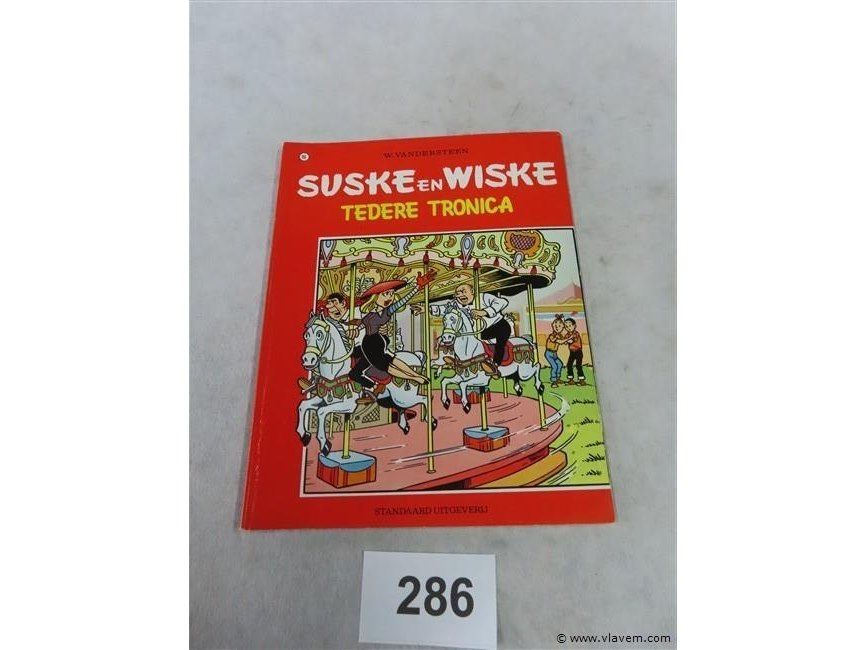 W. VANDERSTEEN
SUSKE EN WISKE
TEDERE TRONICA
STANDAARD UITGEVERIJ
286
© www.vlavem.com